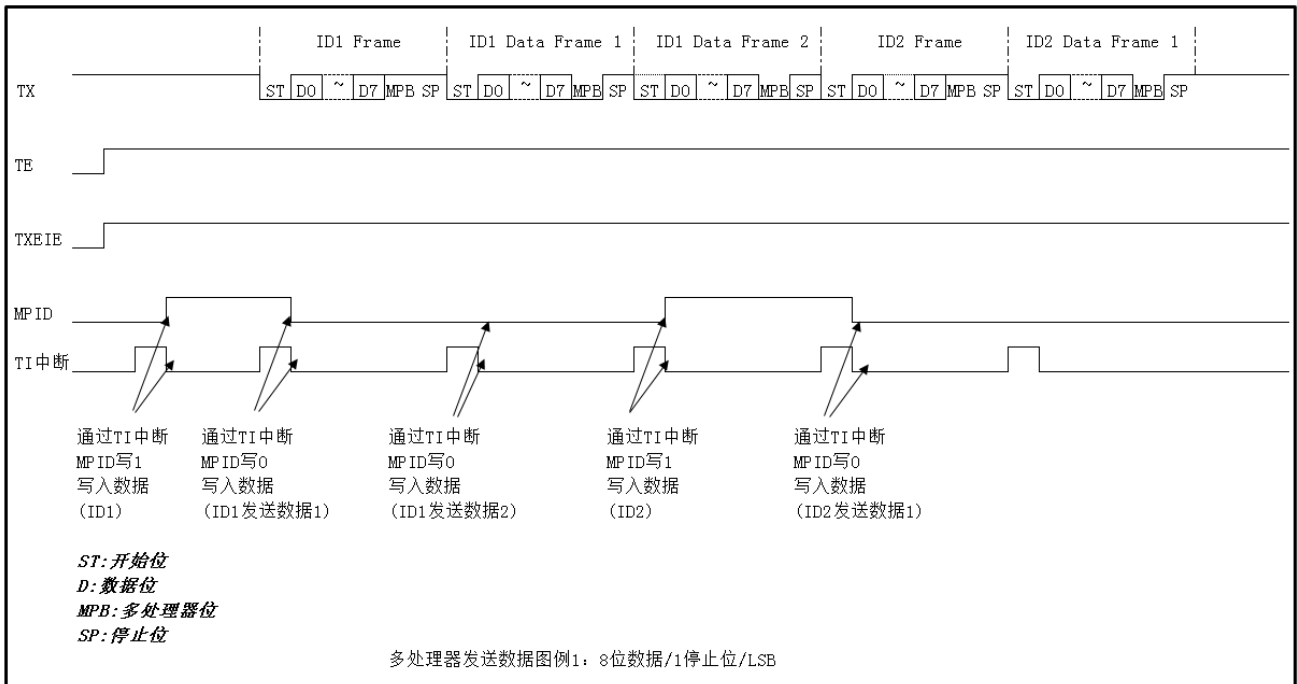 ID1 Frame ID1 Data Frame 1 ID1 Data Frame 2 ID2 Frame ID2 Data Frame 1
TX ST D0 ~ D7 MPB SP ST D0 ~ D7 MPB SP ST D0 ~ D7 MPB SP ST D0 ~ D7 MPB SP ST D0 ~ D7 MPB SP
TE
TXEIE
MPID
TI中断
通过TI中断 通过TI中断 通过TI中断 通过TI中断 通过TI中断
MPID写1 MPID写0 MPID写0 MPID写1 MPID写0
写入数据 写入数据 写入数据 写入数据 写入数据
(ID1) (ID1发送数据1) (ID1发送数据2) (ID2) (ID2发送数据1)
ST:开始位
D:数据位
MPB:多处理器位
SP:停止位
多处理器发送数据图例1：8位数据/1停止位/LSB